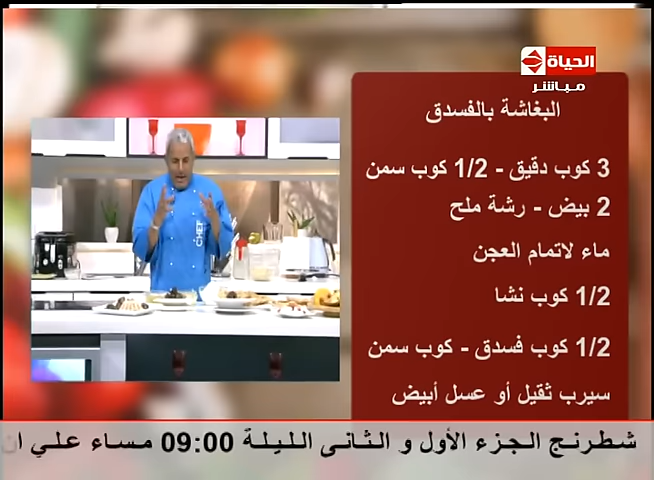 الحياة
مباشر
البغاشة بالفسدق
3 كوب دقيق - 1/2 كوب سمن
2 بيض - رشة ملح
ماء لاتمام العجن
1/2 كوب نشا
1/2 كوب فسدق - كوب سمن
سيرب ثقيل أو عسل أبيض
CHEF
شطرنج الجزء الأول و الثانى الليلة 09:00 مساء علي ان